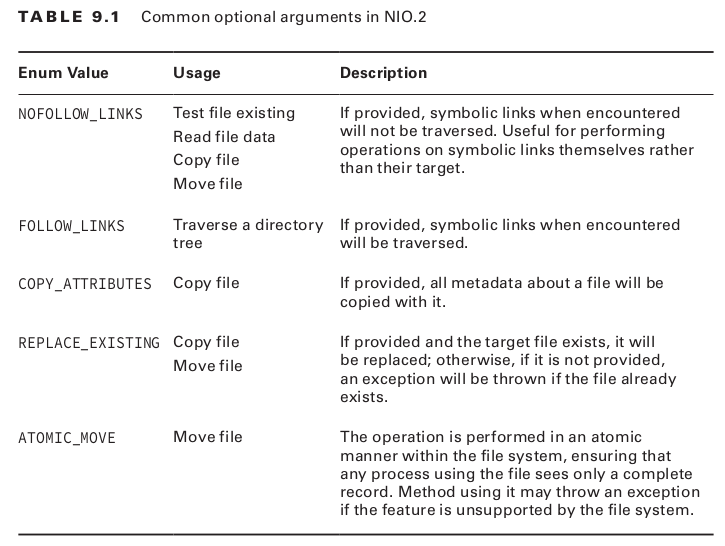 TABLE 9.1 Common optional arguments in NIO.2
Enum Value Usage Description
NOFOLLOW_LINKS Test file existing If provided, symbolic links when encountered
Read file data will not be traversed. Useful for performing
Copy file operations on symbolic links themselves rather
Move file than their target.
FOLLOW_LINKS Traverse a directory If provided, symbolic links when encountered
tree will be traversed.
COPY_ATTRIBUTES Copy file If provided, all metadata about a file will be
copied with it.
REPLACE_EXISTING Copy file If provided and the target file exists, it will
Move file be replaced; otherwise, if it is not provided,
an exception will be thrown if the file already
exists.
ATOMIC_MOVE Move file The operation is performed in an atomic
manner within the file system, ensuring that
any process using the file sees only a complete
record. Method using it may throw an exception
if the feature is unsupported by the file system.